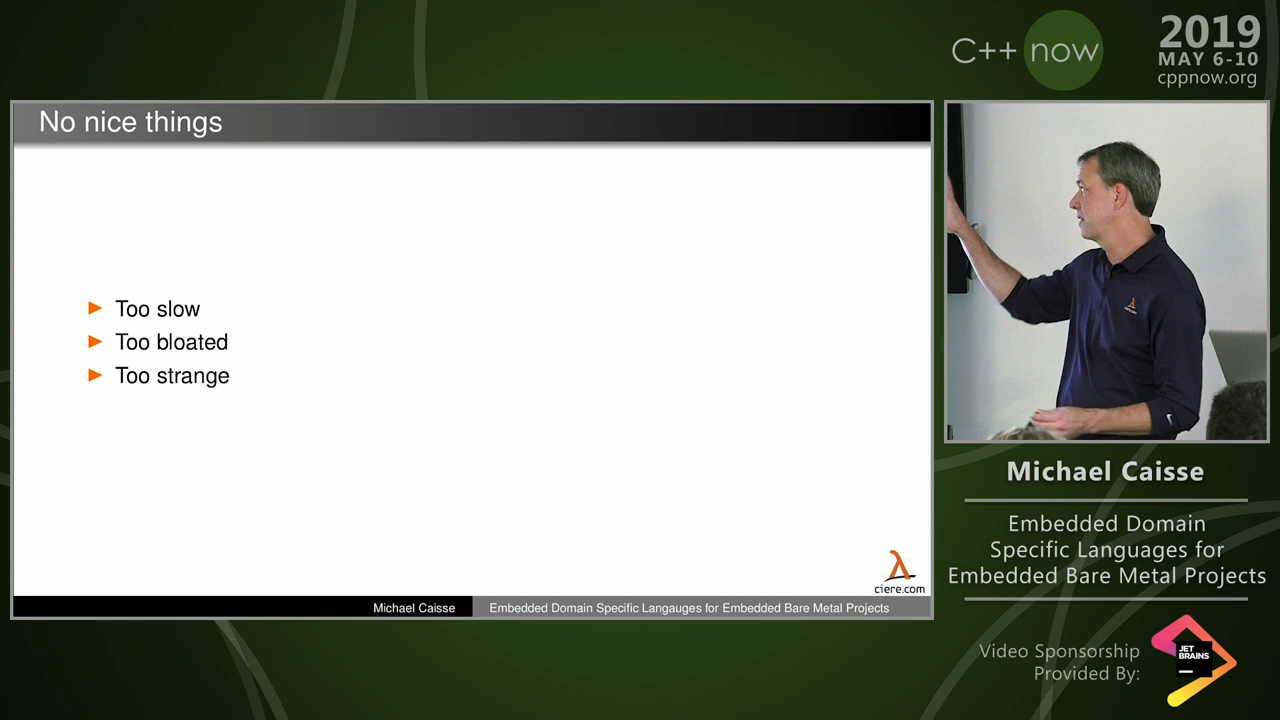 C++ now
2019
MAY 6-10
cppnow.org
No nice things
Too slow
Too bloated
Too strange
λ
ciere.com
Michael Caisse
Embedded Domain Specific Langauges for Embedded Bare Metal Projects
Michael Caisse
Embedded Domain
Specific Languages for
Embedded Bare Metal Projects
Video Sponsorship
Provided By:
JET
BRAINS